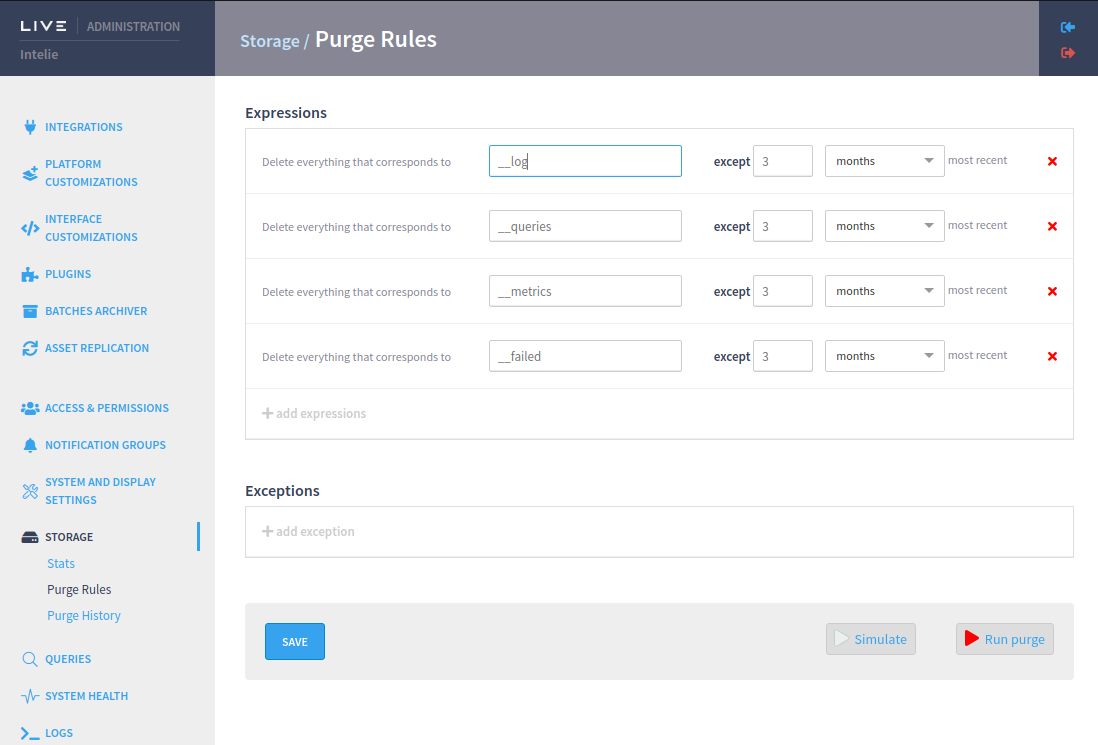 LIVE ADMINISTRATION
Intelie
Storage / Purge Rules
INTEGRATIONS
PLATFORM
CUSTOMIZATIONS
INTERFACE
CUSTOMIZATIONS
PLUGINS
BATCHES ARCHIVER
ASSET REPLICATION
ACCESS & PERMISSIONS
NOTIFICATION GROUPS
SYSTEM AND DISPLAY
SETTINGS
STORAGE
Stats
Purge Rules
Purge History
QUERIES
SYSTEM HEALTH
LOGS
Expressions
Delete everything that corresponds to __log except 3 months most recent
Delete everything that corresponds to __queries except 3 months most recent
Delete everything that corresponds to __metrics except 3 months most recent
Delete everything that corresponds to __failed except 3 months most recent
add expressions
Exceptions
add exception
SAVE Simulate Run purge